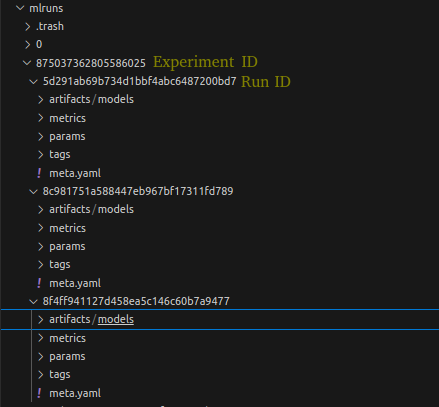 mlruns
.trash
0
875037362805586025 Experiment ID
5d291ab69b734d1bbf4abc6487200bd7 Run ID
artifacts/models
metrics
params
tags
! meta.yaml
8c981751a588447eb967bf17311fd789
artifacts/models
metrics
params
tags
! meta.yaml
8f4ff941127d458ea5c146c60b7a9477
artifacts/models
metrics
params
tags
! meta.yaml